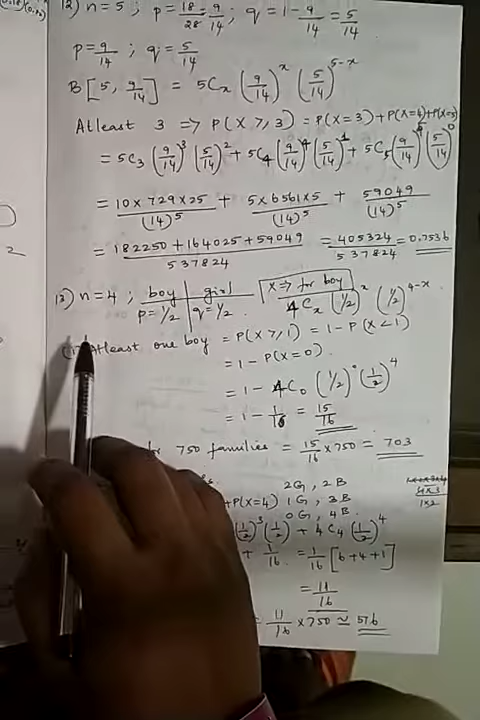 12) n = 5 ; p = 18/28 = 9/14 ; q = 1 - 9/14 = 5/14
p = 9/14 ; q = 5/14
B[5, 9/14] = 5Cx (9/14)^x (5/14)^5-x
Atleast 3 => P(X ≥ 3) = P(X=3) + P(X=4) + P(X=5)
= 5C3 (9/14)^3 (5/14)^2 + 5C4 (9/14)^4 (5/14)^1 + 5C5 (9/14)^5 (5/14)^0
= 10 x 729 x 25/(14)^5 + 5 x 6561 x 5/(14)^5 + 59049/(14)^5
= 182250 + 164025 + 59049/537824 = 405324/537824 = 0.7536
13) n = 4 ; boy | girl X => for boy
p = 1/2 | q = 1/2. 4Cx (1/2)^x (1/2)^4-x
Atleast one boy = P(X ≥ 1) = 1 - P(X < 1)
= 1 - P(X = 0).
= 1 - 4C0 (1/2)^0 (1/2)^4
= 1 - 1/16 = 15/16
750 families = 15/16 x 750 = 703
2G, 2B
+ P(X=4) 1G, 3B
0G, 4B
4x3
1x2
(1/2)^3 (1/2) + 4C4 (1/2)^4
+ 1/16 = 1/16 [6+4+1]
= 11/16
= 11/16 x 750 ≃ 516